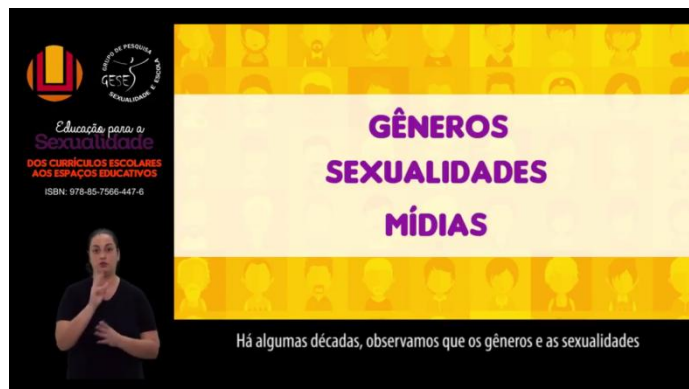 GRUPO DE PESQUISA
GESE
SEXUALIDADE E ESCOLA
Educação para a
Sexualidade
DOS CURRÍCULOS ESCOLARES
AOS ESPAÇOS EDUCATIVOS
ISBN: 978-85-7566-447-6
GÊNEROS
SEXUALIDADES
MÍDIAS
Há algumas décadas, observamos que os gêneros e as sexualidades